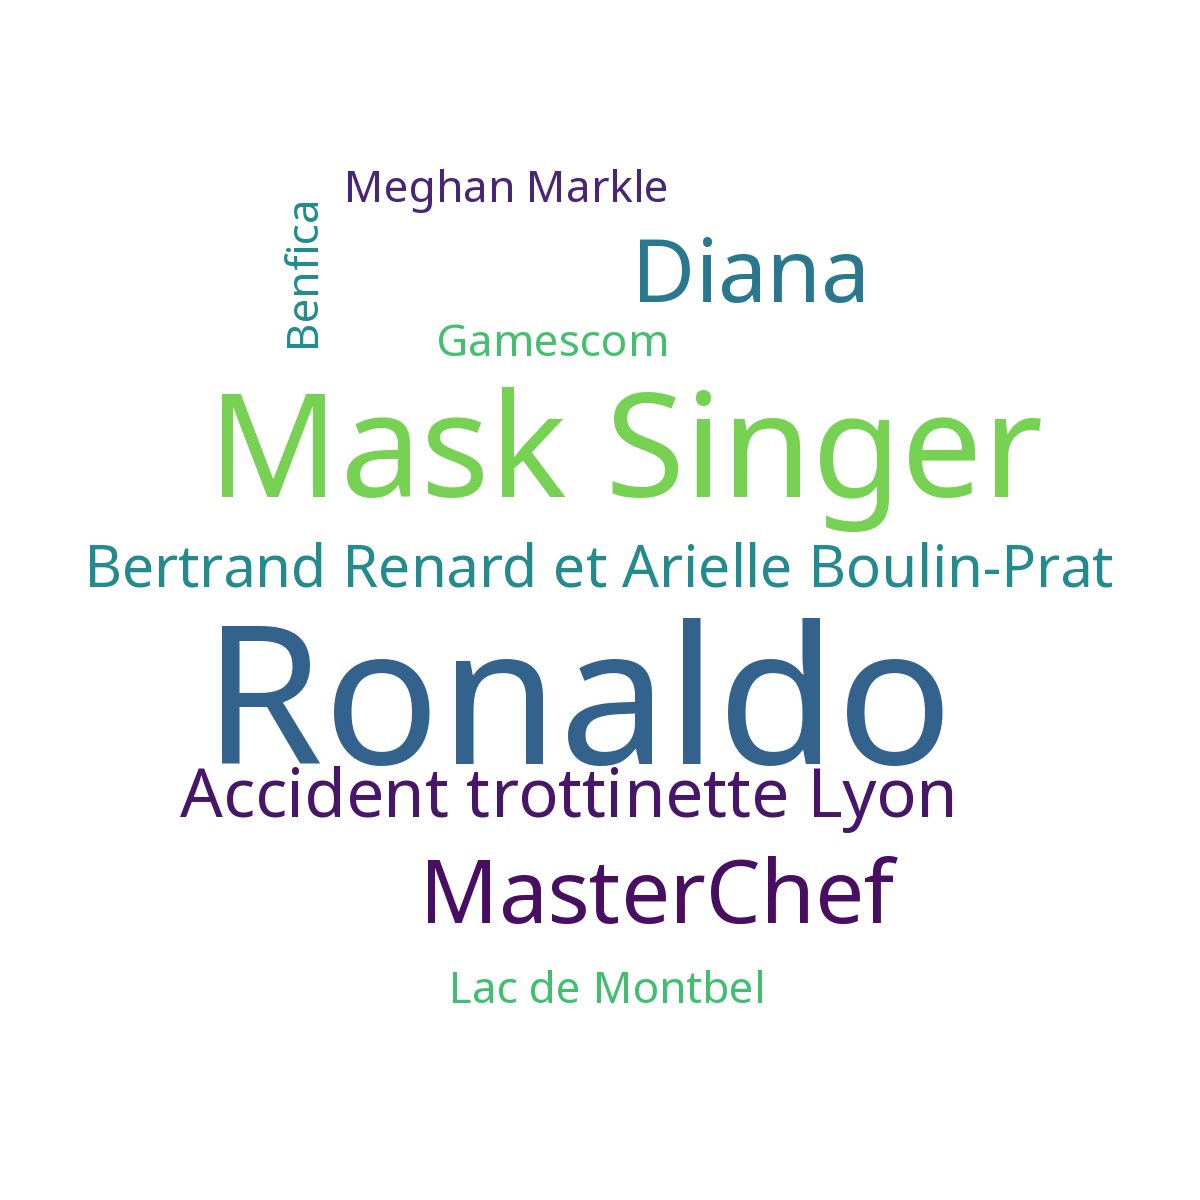 Meghan Markle
Benfica
Diana
Gamescom
Mask Singer
Bertrand Renard et Arielle Boulin-Prat
Ronaldo
Accident trottinette Lyon
MasterChef
Lac de Montbel